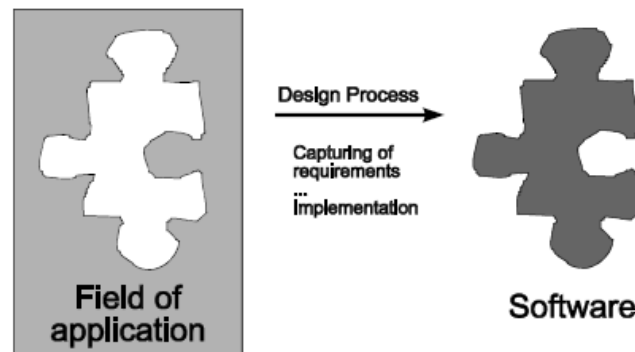 Design Process
Capturing of
requirements
...
Implementation
Field of
application
Software